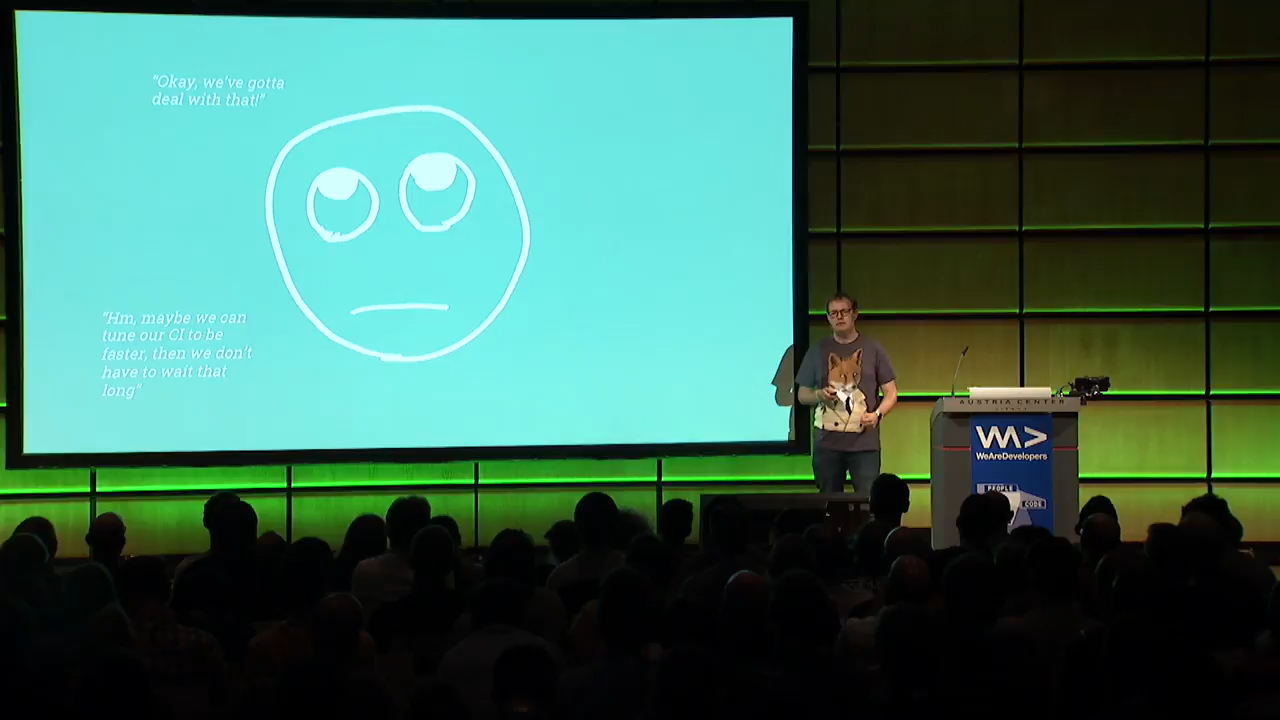 "Okay, we've gotta
deal with that!"
"Hm, maybe we can
tune our CI to be
faster, then we don't
have to wait that
long"
AUSTRIA CENTER
WeAreDevelopers
PEOPLE
CODE